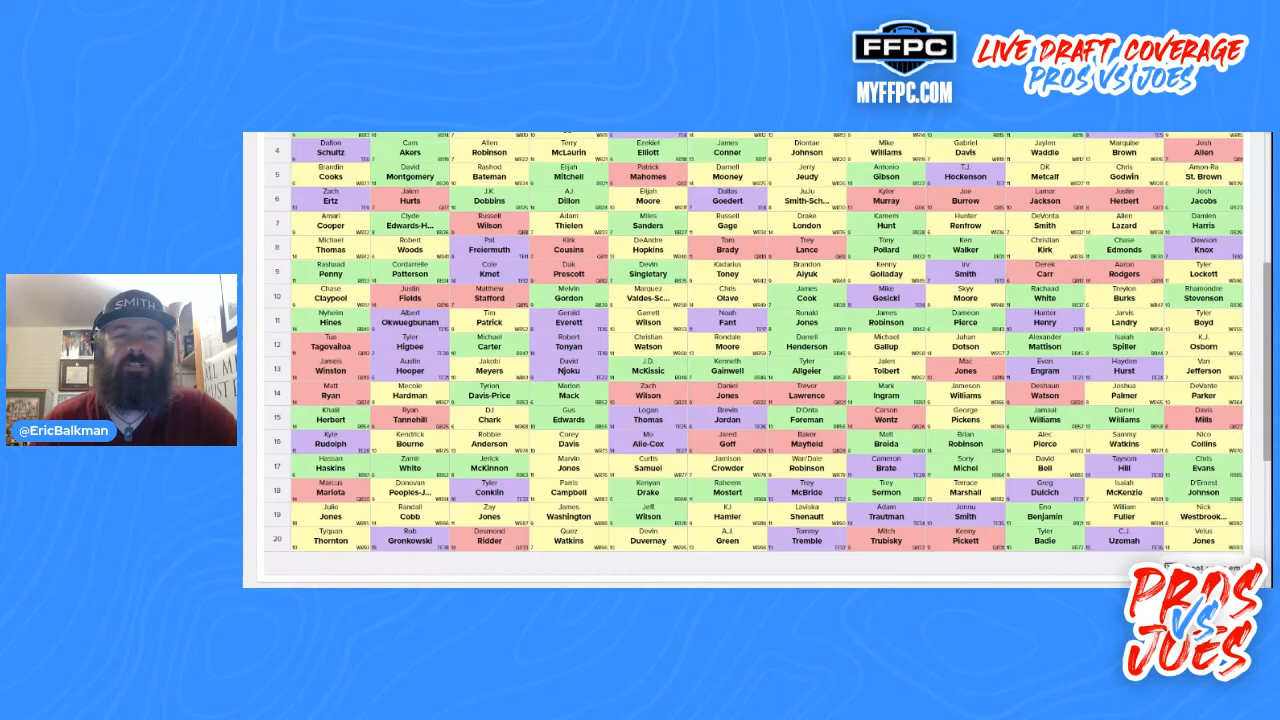 FFPC
MYFFPC.COM
LIVE DRAFT COVERAGE
PROS VS JOES
4 Dalton Schultz Cam Akers Allen Robinson Terry McLaurin Ezekiel Elliott James Conner Diontae Johnson Mike Williams Gabriel Davis Jaylen Waddle Marquise Brown Josh Allen
5 Brandin Cooks David Montgomery Rashod Bateman Elijah Mitchell Patrick Mahomes Darnell Mooney Jerry Jeudy Antonio Gibson T.J. Hockenson DK Metcalf Chris Godwin Amon-Ra St. Brown
6 Zach Ertz Jalen Hurts J.K. Dobbins AJ Dillon Elijah Moore Dallas Goedert JuJu Smith-Sch... Kyler Murray Joe Burrow Lamar Jackson Justin Herbert Josh Jacobs
7 Amari Cooper Clyde Edwards-H... Russell Wilson Adam Thielen Miles Sanders Russell Gage Drake London Kareem Hunt Hunter Renfrow DeVonta Smith Allen Lazard Damien Harris
8 Michael Thomas Robert Woods Pat Freiermuth Kirk Cousins DeAndre Hopkins Tom Brady Trey Lance Tony Pollard Ken Walker Christian Kirk Chase Edmonds Dawson Knox
9 Rashaad Penny Cordarrelle Patterson Cole Kmet Dak Prescott Devin Singletary Kadarius Toney Brandon Aiyuk Kenny Golladay Irv Smith Derek Carr Aaron Rodgers Tyler Lockett
10 Chase Claypool Justin Fields Matthew Stafford Melvin Gordon Marquez Valdes-Sc... Chris Olave James Cook Mike Gesicki Skyy Moore Rachaad White Treylon Burks Rhamondre Stevenson
11 Nyheim Hines Albert Okwuegbunam Tim Patrick Gerald Everett Garrett Wilson Noah Fant Ronald Jones James Robinson Dameon Pierce Hunter Henry Jarvis Landry Tyler Boyd
12 Tua Tagovailoa Tyler Higbee Michael Carter Robert Tonyan Christian Watson Rondale Moore Darrell Henderson Michael Gallup Jahan Dotson Alexander Mattison Isaiah Spiller K.J. Osborn
13 Jameis Winston Austin Hooper Jakobi Meyers David Njoku J.D. McKissic Kenneth Gainwell Tyler Allgeier Jalen Tolbert Mac Jones Evan Engram Hayden Hurst Van Jefferson
14 Matt Ryan Mecole Hardman Tyrion Davis-Price Marlon Mack Zach Wilson Daniel Jones Trevor Lawrence Mark Ingram Jameson Williams Deshaun Watson Joshua Palmer DeVante Parker
15 Khalil Herbert Ryan Tannehill DJ Chark Gus Edwards Logan Thomas Brevin Jordan D'Onta Foreman Carson Wentz George Pickens Jamaal Williams Darrel Williams Davis Mills
16 Kyle Rudolph Kendrick Bourne Robbie Anderson Corey Davis Mo Alie-Cox Jared Goff Baker Mayfield Matt Breida Brian Robinson Alec Pierce Sammy Watkins Nico Collins
17 Hassan Haskins Zamir White Jerick McKinnon Marvin Jones Curtis Samuel Jamison Crowder Wan'Dale Robinson Cameron Brate Sony Michel David Bell Taysom Hill Chris Evans
18 Marcus Mariota Donovan Peoples-J... Tyler Conklin Parris Campbell Kenyan Drake Raheem Mostert Trey McBride Trey Sermon Terrace Marshall Greg Dulcich Isaiah McKenzie D'Ernest Johnson
19 Julio Jones Randall Cobb Zay Jones James Washington Jeff Wilson KJ Hamler Laviska Shenault Adam Trautman Jonnu Smith Eno Benjamin William Fuller Nick Westbrook...
20 Tyquan Thornton Rob Gronkowski Desmond Ridder Quez Watkins Devin Duvernay A.J. Green Tommy Tremble Mitch Trubisky Kenny Pickett Tyler Badie C.J. Uzomah Velus Jones
SMITH
@EricBalkman
PROS
VS
JOES